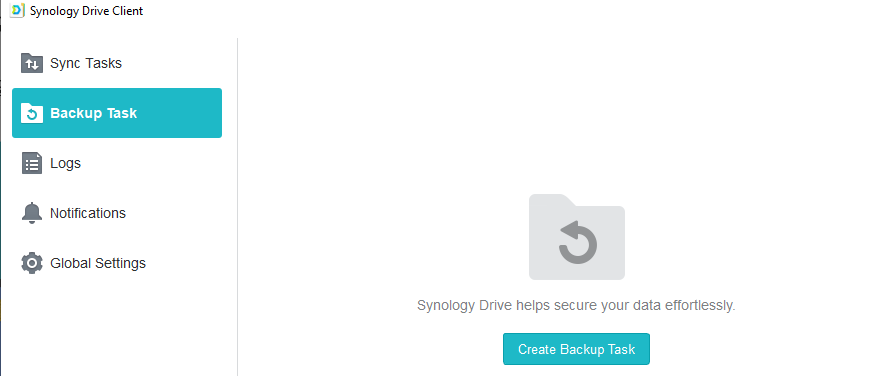 Synology Drive Client
Sync Tasks
Backup Task
Logs
Notifications
Global Settings
Synology Drive helps secure your data effortlessly.
Create Backup Task